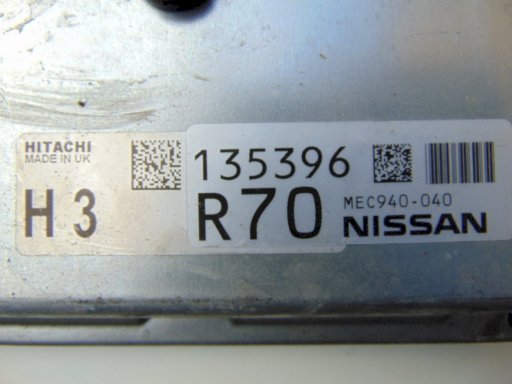 HITACHI
MADE IN UK
H 3
135396
R70
MEC940-040
NISSAN